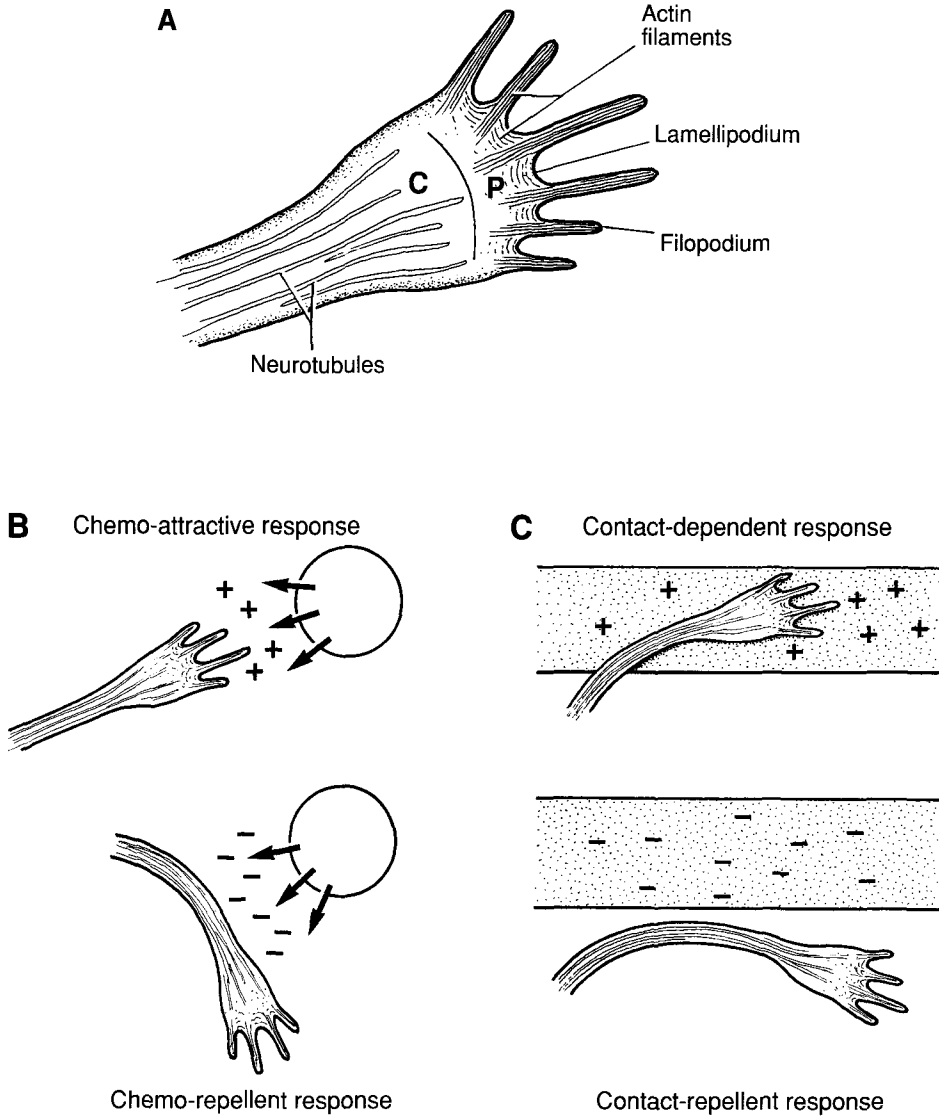 A
Actin
filaments
Lamellipodium
C
P
Filopodium
Neurotubules
B
Chemo-attractive response
+
+
+
+
−
−
−
−
−
−
−
Chemo-repellent response
C
Contact-dependent response
+
+
+
+
+
+
+
−
−
−
−
−
−
−
−
−
−
Contact-repellent response